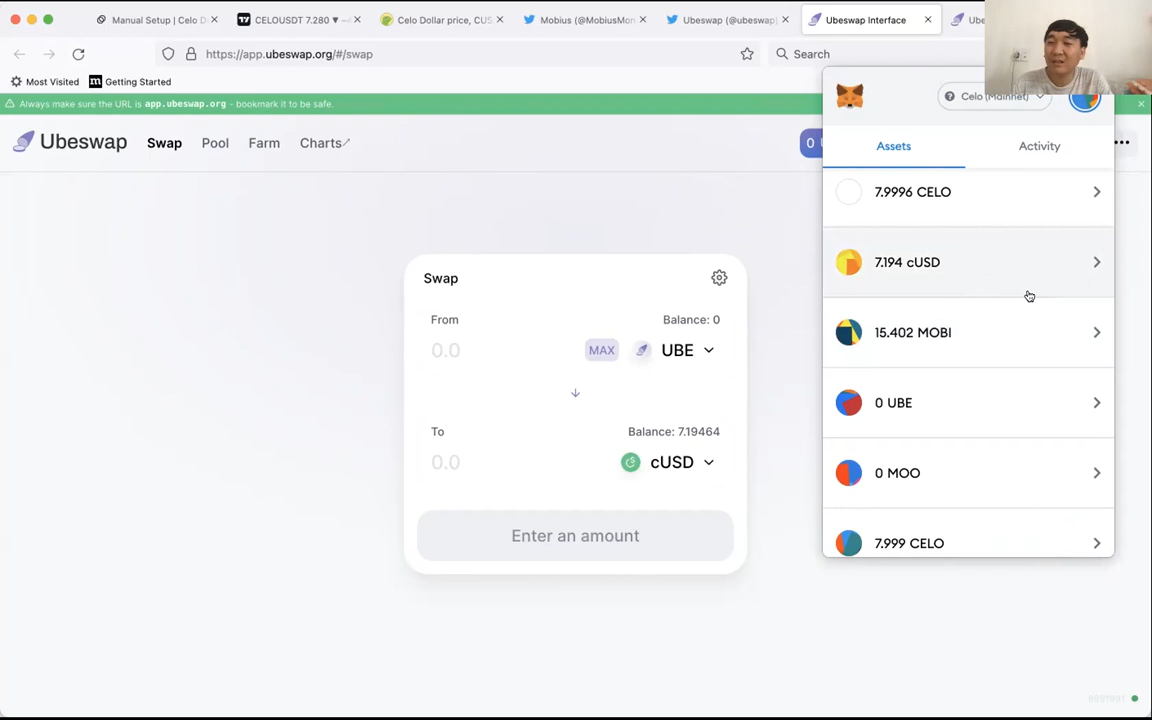 Manual Setup | Celo D
CELOUSDT 7.280 ▼
Celo Dollar price, CUS
Mobius (@MobiusMon
Ubeswap (@ubeswap
Ubeswap Interface
Ube
https://app.ubeswap.org/#/swap
Search
Most Visited
Getting Started
Always make sure the URL is app.ubeswap.org - bookmark it to be safe.
Celo (Mainnet)
Ubeswap
Swap
Pool
Farm
Charts↗
0
Assets
Activity
7.9996 CELO
7.194 cUSD
15.402 MOBI
0 UBE
0 MOO
7.999 CELO
Swap
From
Balance: 0
0.0
MAX
UBE
To
Balance: 7.19464
0.0
cUSD
Enter an amount